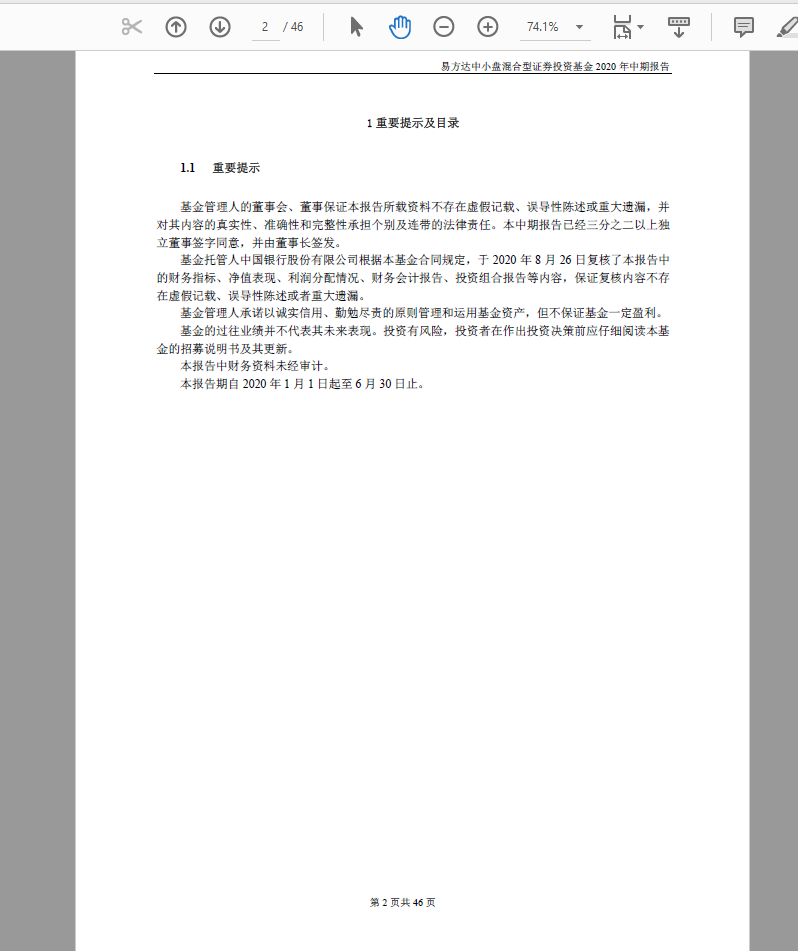 2 / 46
74.1%
易方达中小盘混合型证券投资基金 2020 年中期报告
1 重要提示及目录
1.1 重要提示
基金管理人的董事会、董事保证本报告所载资料不存在虚假记载、误导性陈述或重大遗漏，并
对其内容的真实性、准确性和完整性承担个别及连带的法律责任。本中期报告已经三分之二以上独
立董事签字同意，并由董事长签发。
基金托管人中国银行股份有限公司根据本基金合同规定，于 2020 年 8 月 26 日复核了本报告中
的财务指标、净值表现、利润分配情况、财务会计报告、投资组合报告等内容，保证复核内容不存
在虚假记载、误导性陈述或者重大遗漏。
基金管理人承诺以诚实信用、勤勉尽责的原则管理和运用基金资产，但不保证基金一定盈利。
基金的过往业绩并不代表其未来表现。投资有风险，投资者在作出投资决策前应仔细阅读本基
金的招募说明书及其更新。
本报告中财务资料未经审计。
本报告期自 2020 年 1 月 1 日起至 6 月 30 日止。
第 2 页共 46 页